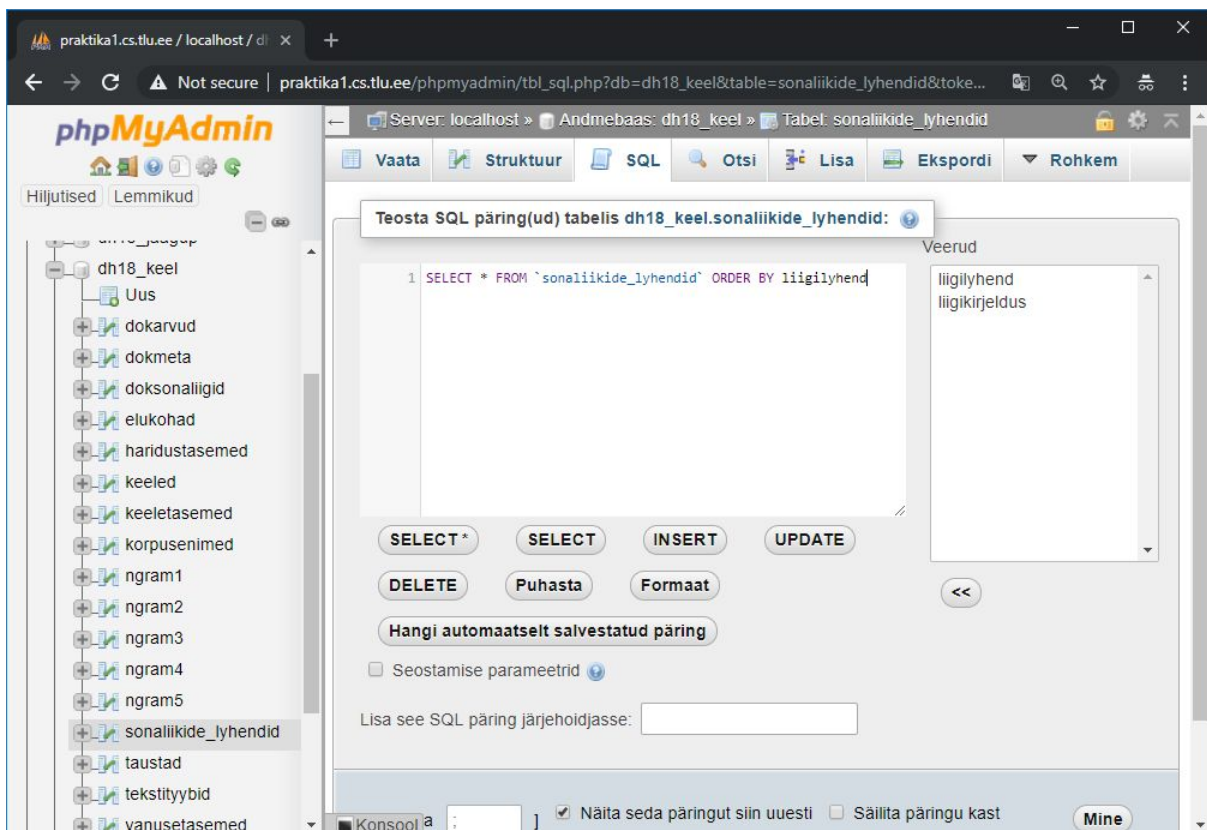 praktika1.cs.tlu.ee / localhost / dl
Not secure | praktika1.cs.tlu.ee/phpmyadmin/tbl_sql.php?db=dh18_keel&table=sonaliikide_lyhendid&toke...
phpMyAdmin
Hiljutised Lemmikud
dh18_jaagup
dh18_keel
Uus
dokarvud
dokmeta
doksonaliigid
elukohad
haridustasemed
keeled
keeletasemed
korpusenimed
ngram1
ngram2
ngram3
ngram4
ngram5
sonaliikide_lyhendid
taustad
tekstityybid
vanusetasemed
Server: localhost » Andmebaas: dh18_keel » Tabel: sonaliikide_lyhendid
Vaata Struktuur SQL Otsi Lisa Ekspordi Rohkem
Teosta SQL päring(ud) tabelis dh18_keel.sonaliikide_lyhendid:
1 SELECT * FROM `sonaliikide_lyhendid` ORDER BY liigilyhend
Veerud
liigilyhend
liigikirjeldus
SELECT * SELECT INSERT UPDATE
DELETE Puhasta Formaat
<<
Hangi automaatselt salvestatud päring
Seostamise parameetrid
Lisa see SQL päring järjehoidjasse:
Konsool a ; ] Näita seda päringut siin uuesti Säilita päringu kast Mine